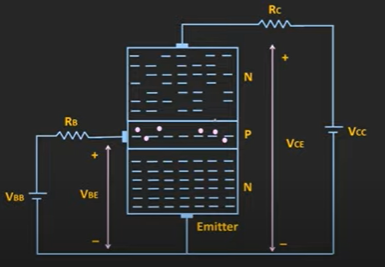 RC
N
RB
P
VCC
VCE
VBE
VBB
N
Emitter
+
-
+
-